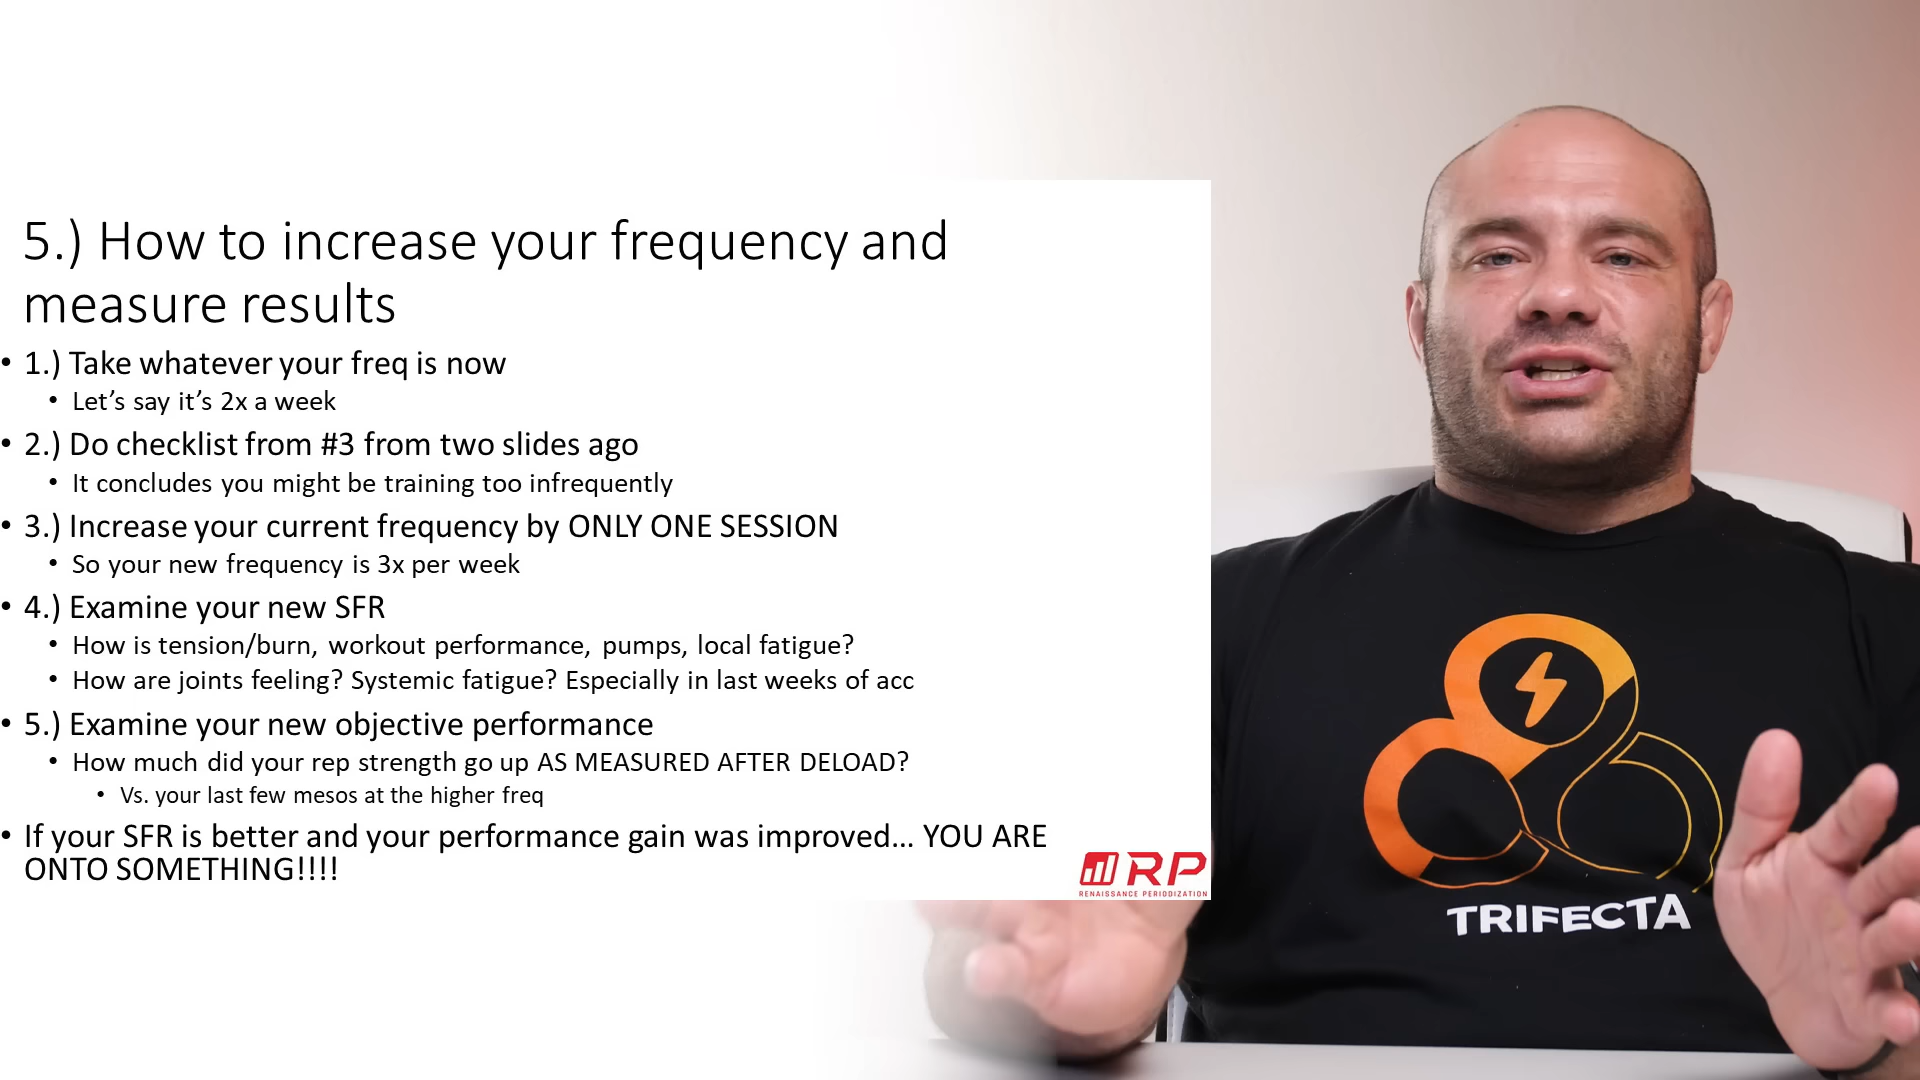 5.) How to increase your frequency and
measure results
• 1.) Take whatever your freq is now
• Let’s say it’s 2x a week
• 2.) Do checklist from #3 from two slides ago
• It concludes you might be training too infrequently
• 3.) Increase your current frequency by ONLY ONE SESSION
• So your new frequency is 3x per week
• 4.) Examine your new SFR
• How is tension/burn, workout performance, pumps, local fatigue?
• How are joints feeling? Systemic fatigue? Especially in last weeks of acc
• 5.) Examine your new objective performance
• How much did your rep strength go up AS MEASURED AFTER DELOAD?
• Vs. your last few mesos at the higher freq
• If your SFR is better and your performance gain was improved… YOU ARE
ONTO SOMETHING!!!!
RP
RENAISSANCE PERIODIZATION
TRIFECTA